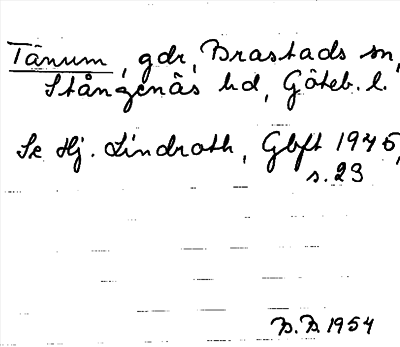 Tånum, gdr, Brastads sn,
Stångenäs hd, Göteb. l.
Se Hj. Lindroth, Gbft 1945,
s. 23
B.B. 1954